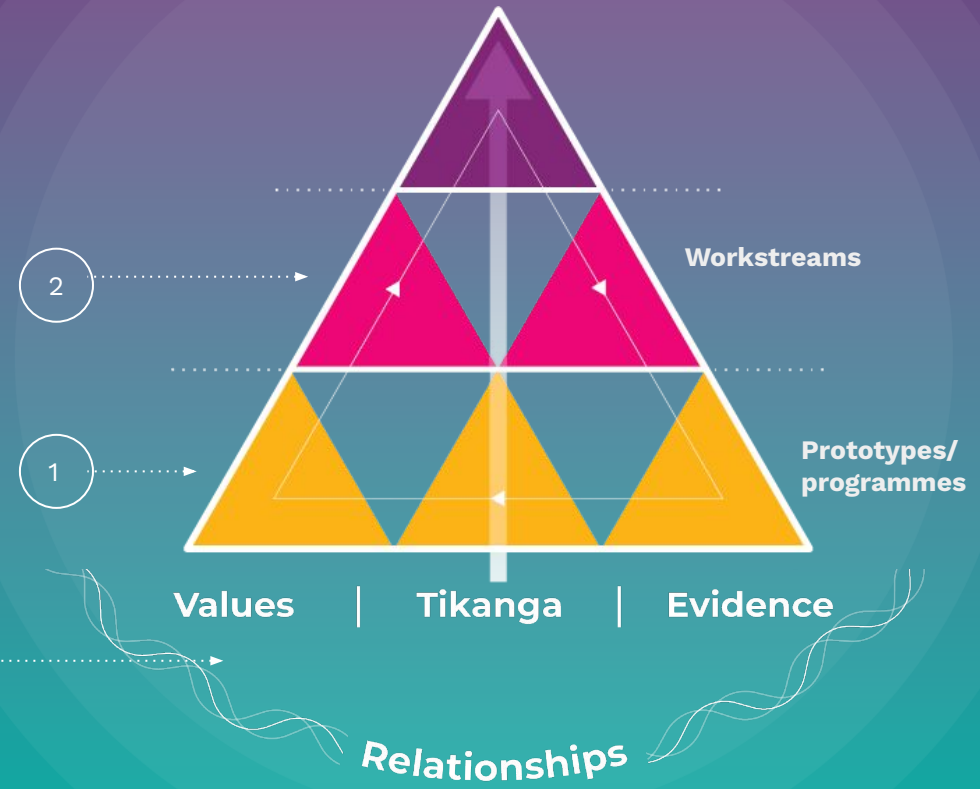 2
Workstreams
1
Prototypes/
programmes
Values | Tikanga | Evidence
Relationships